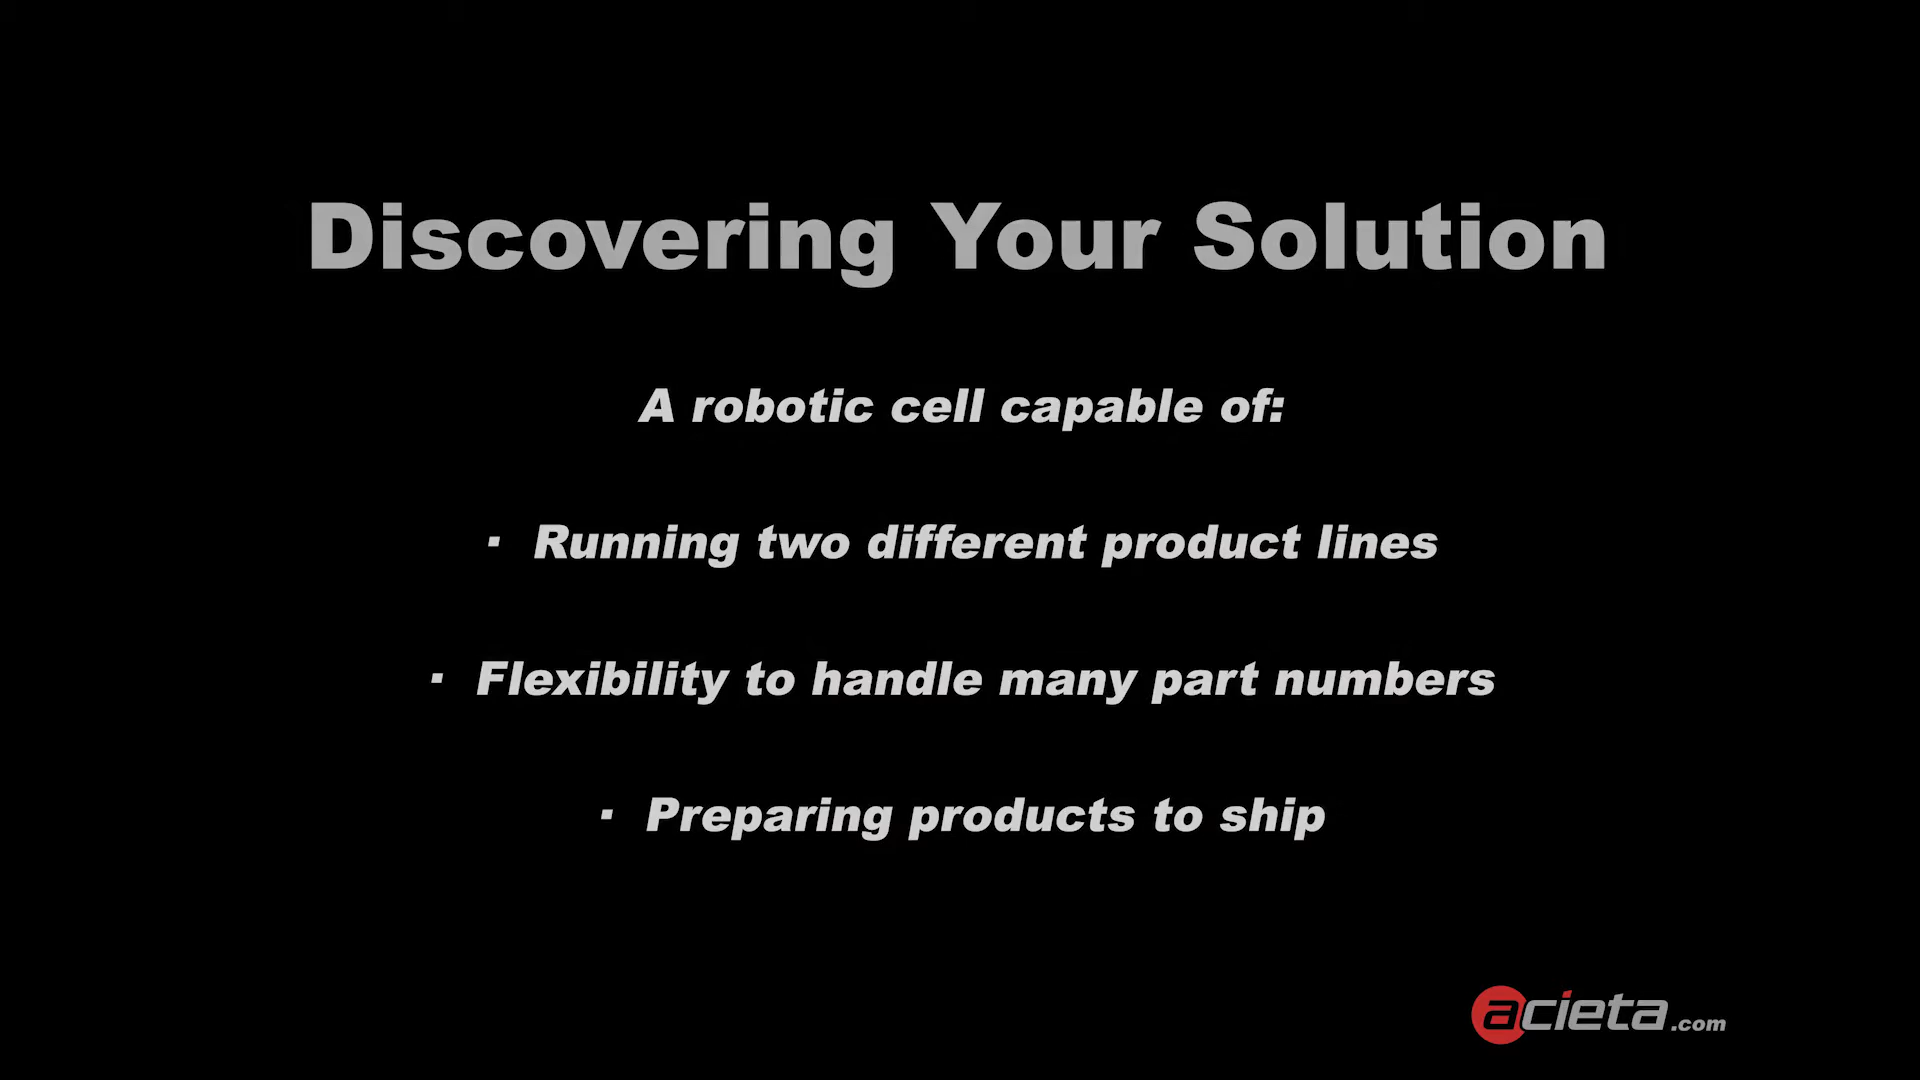 Discovering Your Solution
A robotic cell capable of:
· Running two different product lines
· Flexibility to handle many part numbers
· Preparing products to ship
acieta.com